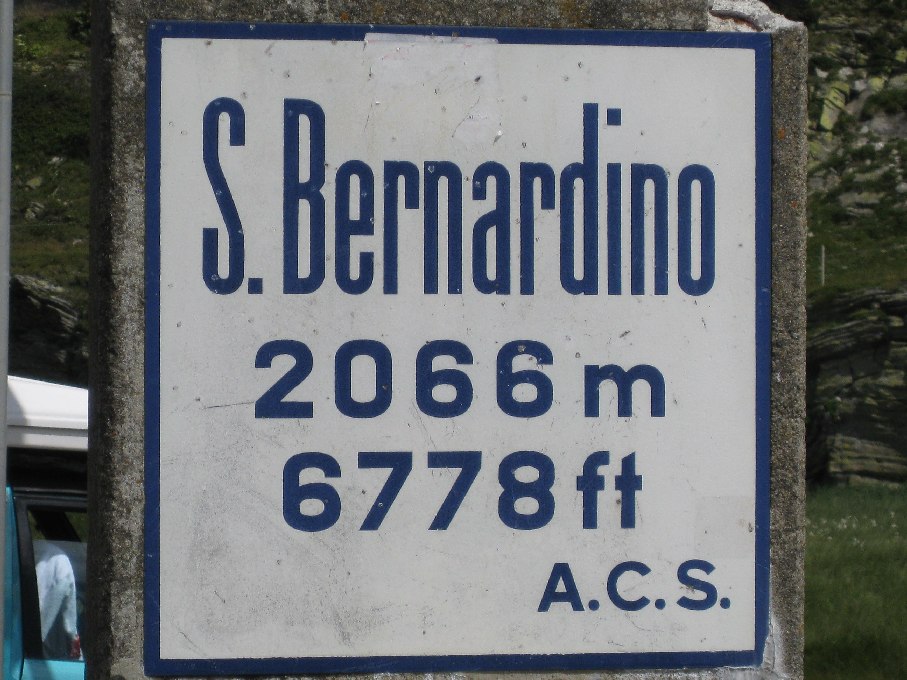 S. Bernardino
2066 m
6778 ft
A.C.S.